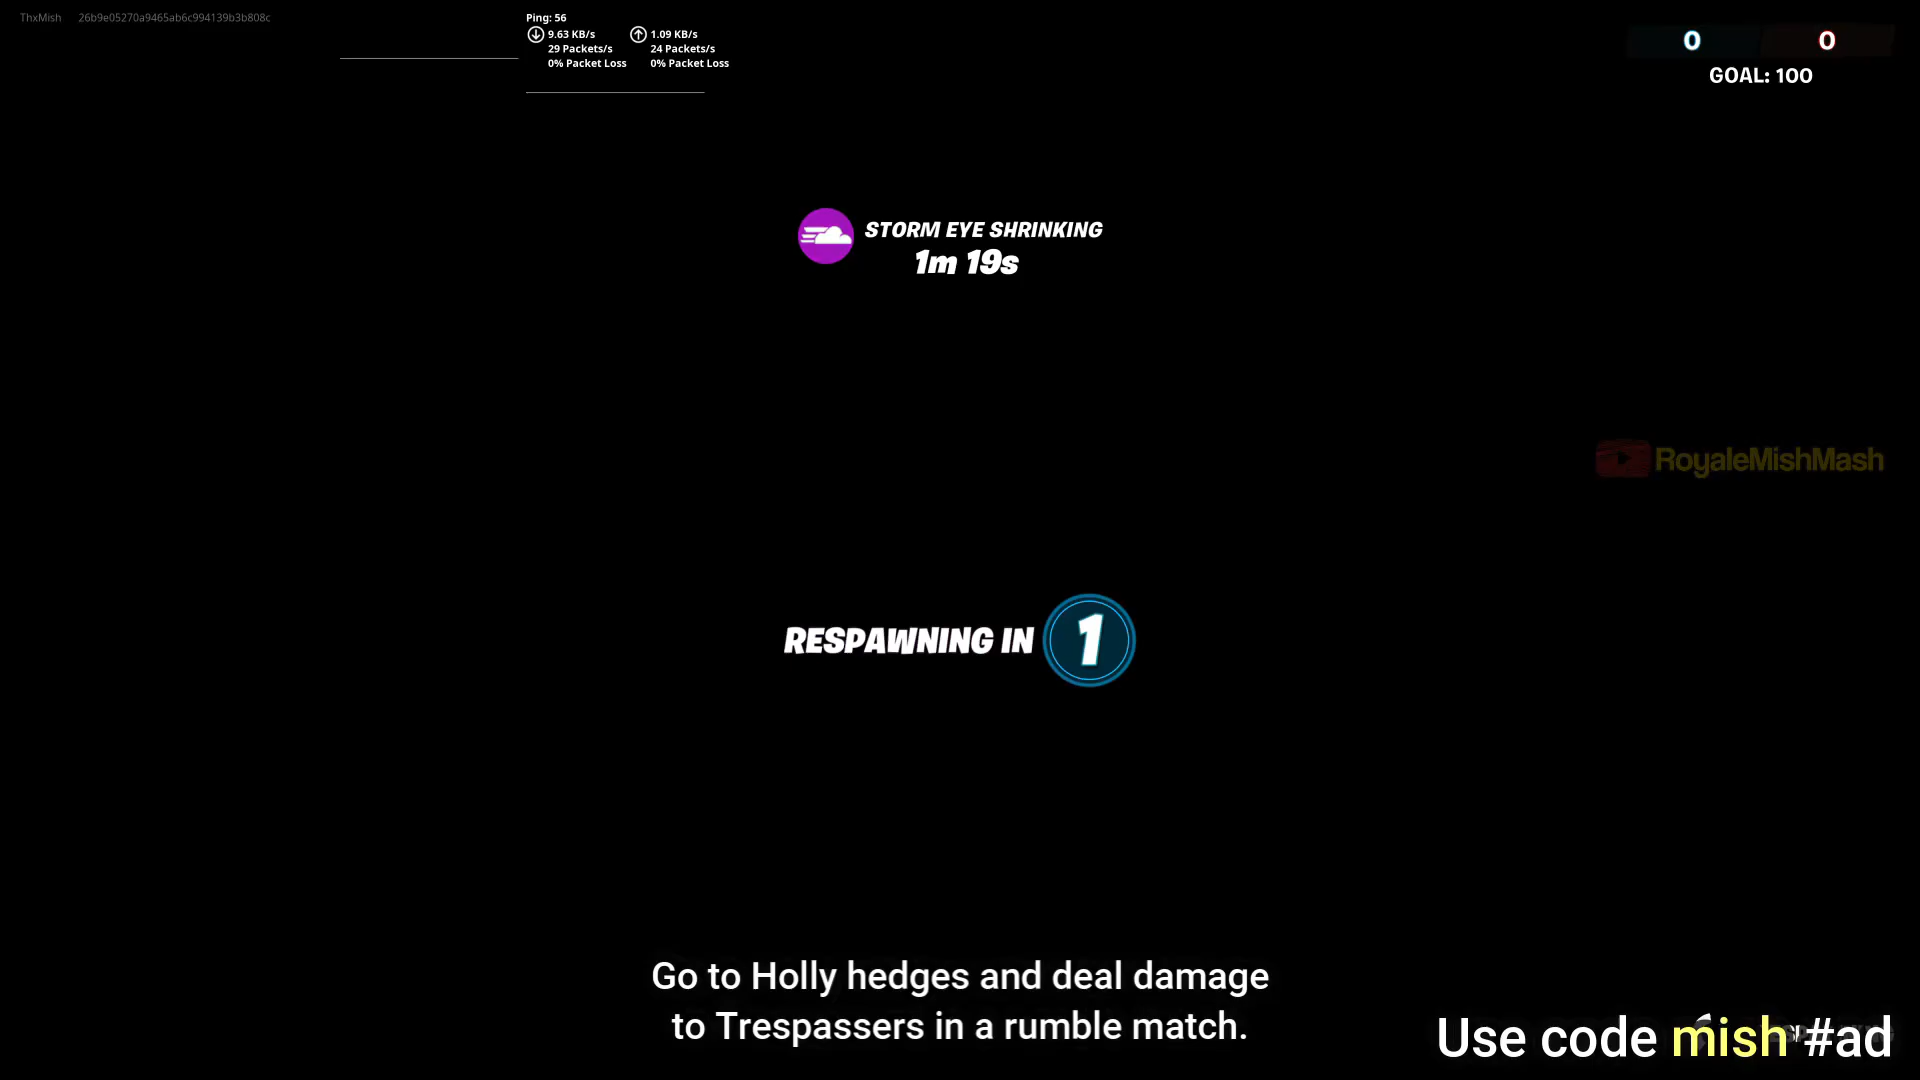 ThxMish 26b9e05270a9465ab6c994139b3b808c
Ping: 56
9.63 KB/s 1.09 KB/s
29 Packets/s 24 Packets/s
0% Packet Loss 0% Packet Loss
0 0
GOAL: 100
STORM EYE SHRINKING
1m 19s
RoyaleMishMash
RESPAWNING IN 1
Go to Holly hedges and deal damage
to Trespassers in a rumble match.
Use code mish #ad